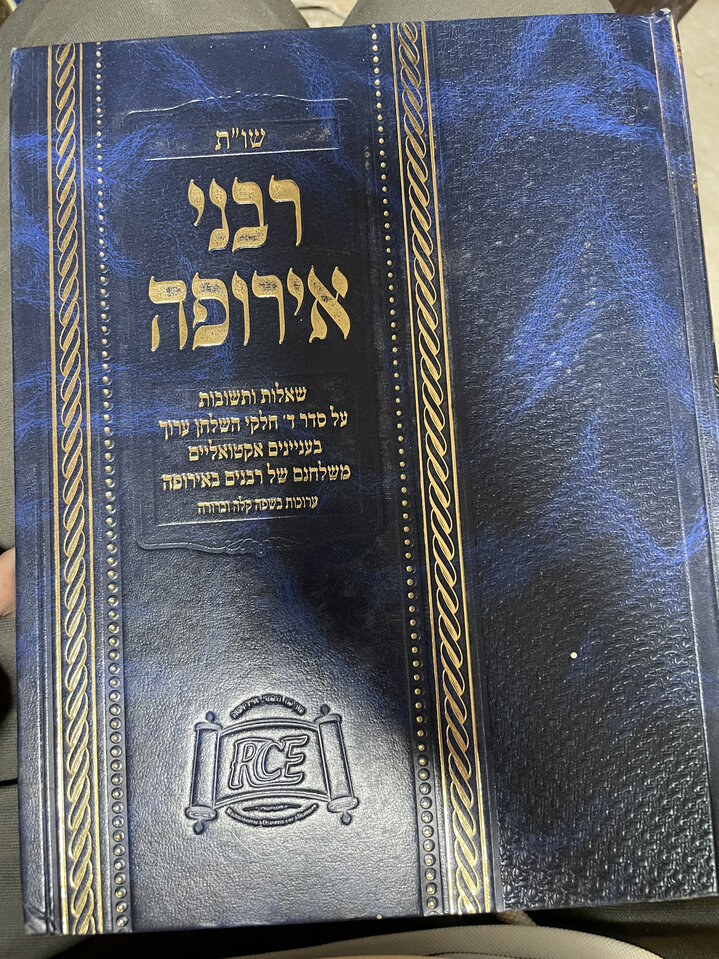 שו"ת
רבני
אירופה
שאלות ותשובות
על סדר ד' חלקי השלחן ערוך
בעניינים אקטואליים
משלחנם של רבנים באירופה
ערוכות בשפה קלה וברורה
RCE